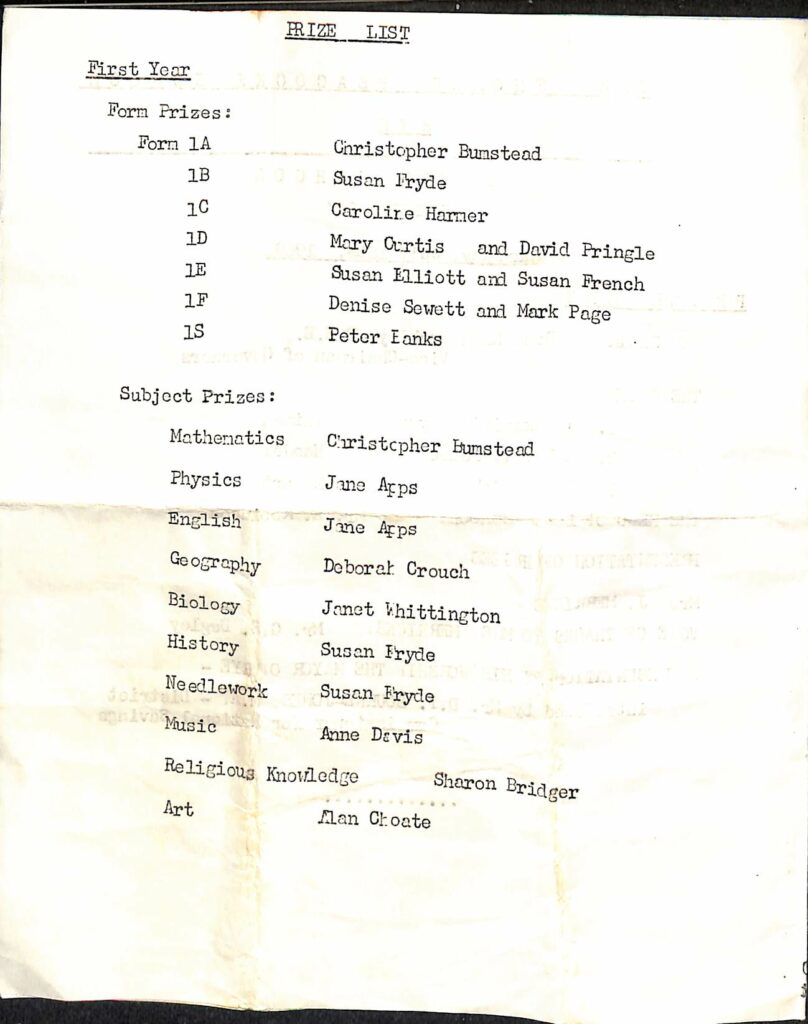 PRIZE LIST
First Year
Form Prizes:
Form 1A Christopher Bumstead
1B Susan Fryde
1C Caroline Harmer
1D Mary Curtis and David Pringle
1E Susan Elliott and Susan French
1F Denise Sewett and Mark Page
1S Peter Hanks
Subject Prizes:
Mathematics Christopher Bumstead
Physics Jane Apps
English Jane Apps
Geography Deborah Crouch
Biology Janet Whittington
History Susan Fryde
Needlework Susan Fryde
Music Anne Davis
Religious Knowledge Sharon Bridger
Art Alan Choate